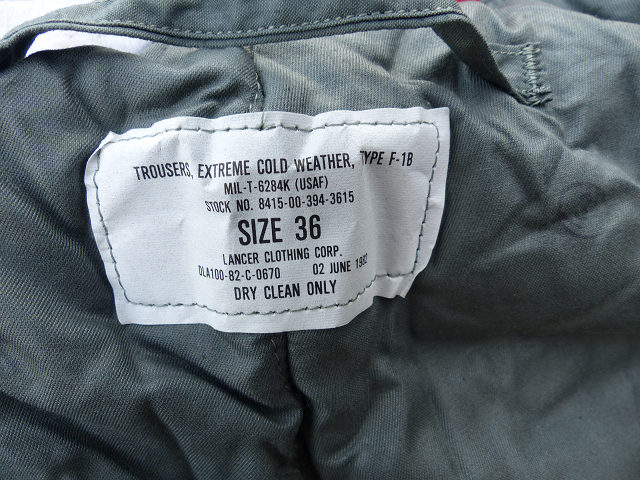 TROUSERS, EXTREME COLD WEATHER, TYPE F-1B
MIL-T-6284K (USAF)
STOCK NO. 8415-00-394-3615
SIZE 36
LANCER CLOTHING CORP.
DLA100-82-C-0670 02 JUNE 1982
DRY CLEAN ONLY